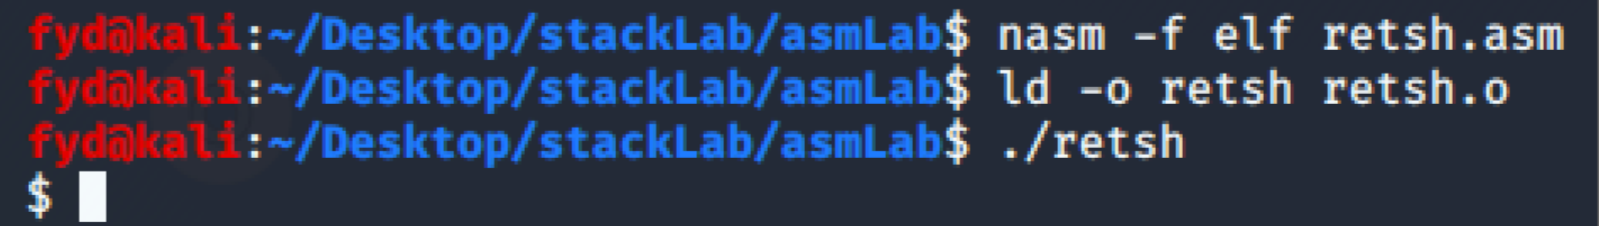 fyd@kali:~/Desktop/stackLab/asmLab$ nasm -f elf retsh.asm
fyd@kali:~/Desktop/stackLab/asmLab$ ld -o retsh retsh.o
fyd@kali:~/Desktop/stackLab/asmLab$ ./retsh
$